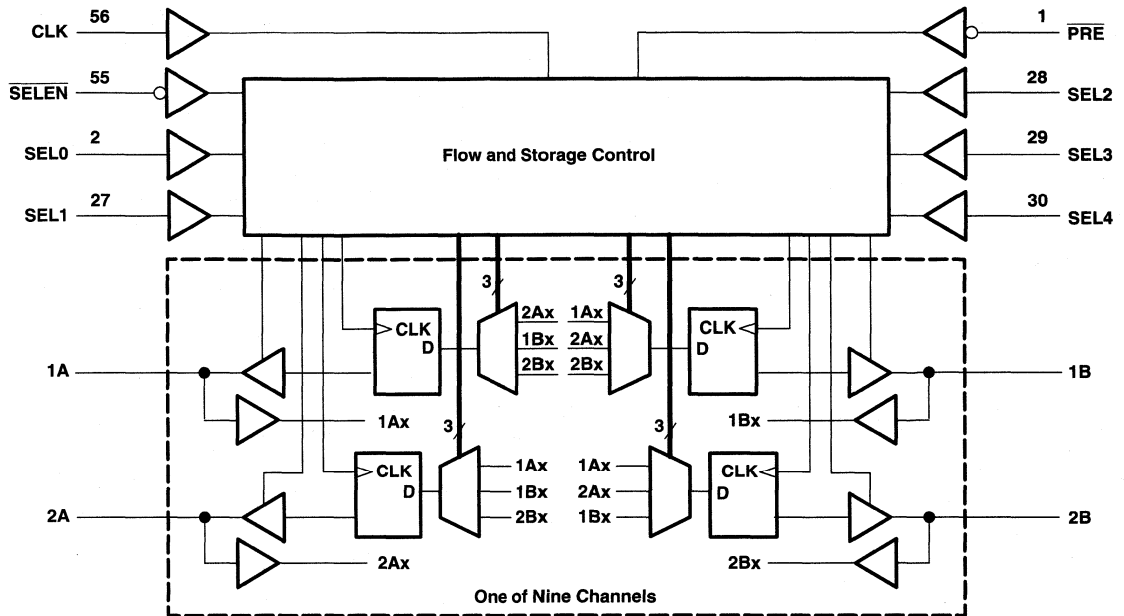 CLK 56 1 PRE
SELEN 55 28 SEL2
SEL0 2 29 SEL3
SEL1 27 30 SEL4
Flow and Storage Control
3 3
CLK D 2Ax 1Ax CLK D
1Bx 2Ax
2Bx 2Bx
1A 1B
1Ax 1Bx
3 3
CLK D 1Ax 1Ax CLK D
1Bx 2Ax
2Bx 1Bx
2A 2B
2Ax 2Bx
One of Nine Channels